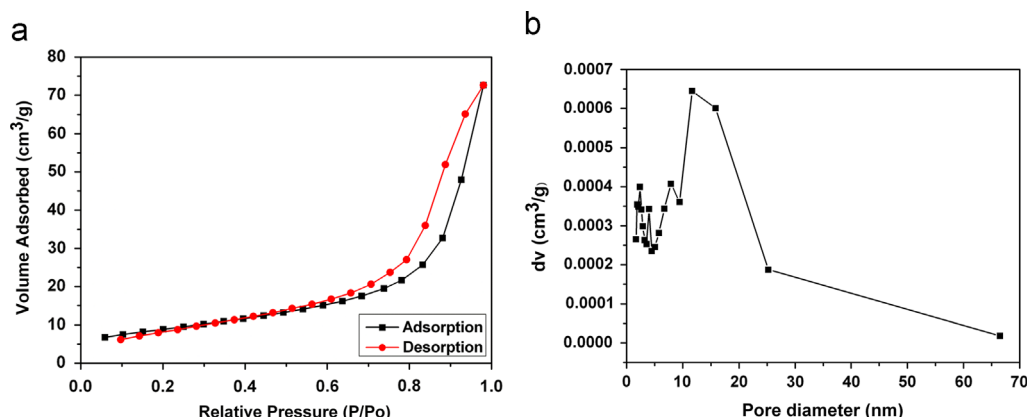 a
80
70
60
50
40
30
20
10
0
0.0 0.2 0.4 0.6 0.8 1.0
Volume Adsorbed (cm3/g)
Relative Pressure (P/Po)
Adsorption
Desorption
b
0.0007
0.0006
0.0005
0.0004
0.0003
0.0002
0.0001
0.0000
0 10 20 30 40 50 60 70
dv (cm3/g)
Pore diameter (nm)